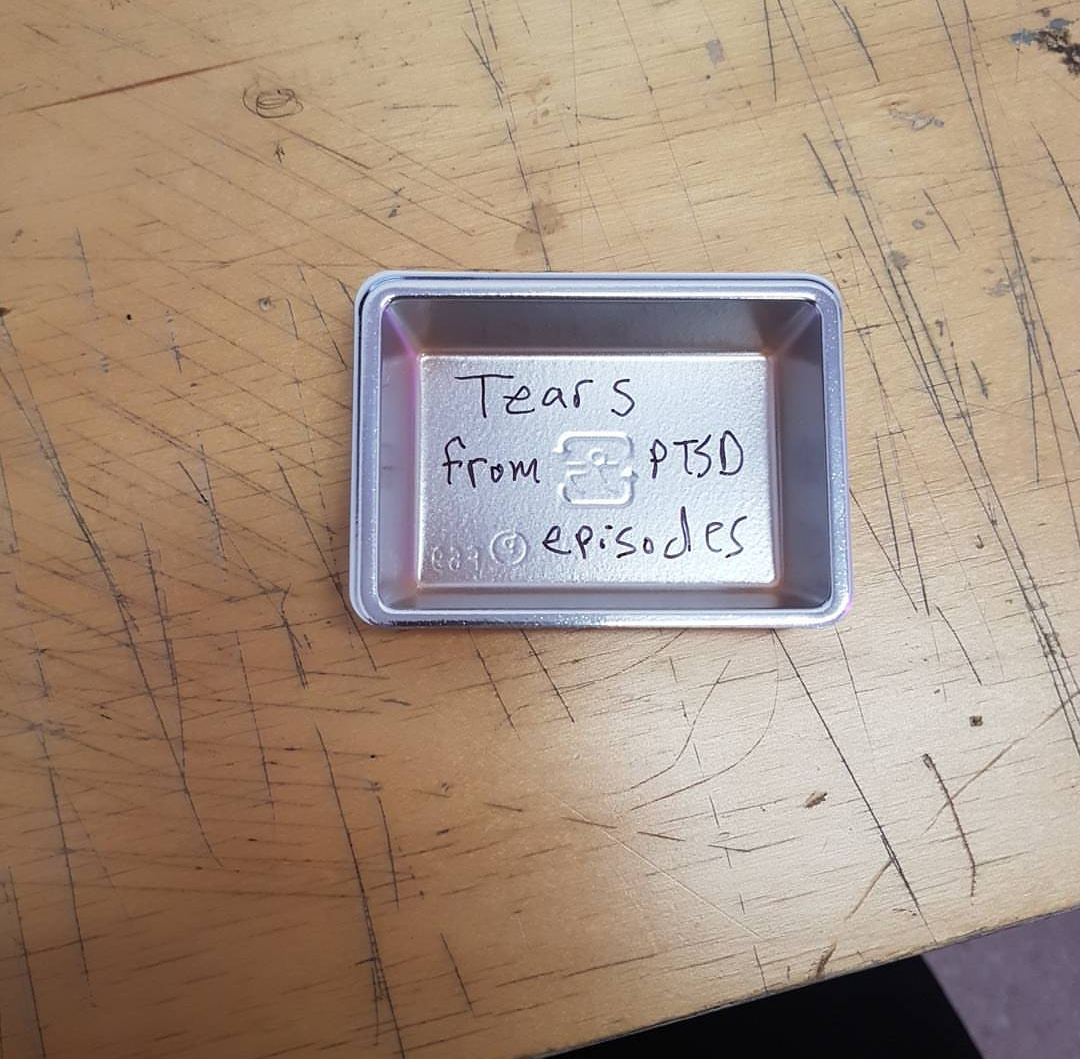 Tears
from PTSD
episodes